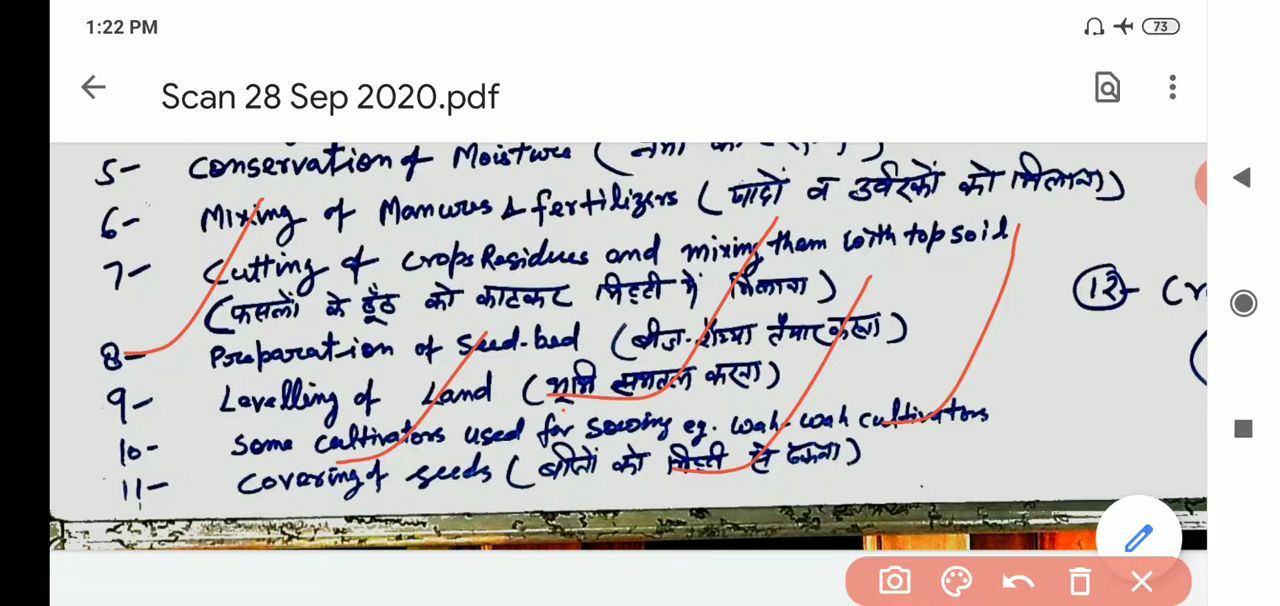 1:22 PM
73
Scan 28 Sep 2020.pdf
5- Conservation of Moisture (
6- Mixing of Manures & fertilizers (खादों व उर्वरकों को मिलाना)
7- Cutting of Crops Residues and mixing them with top soil
(फसलों के ठूँठ को काटकर मिट्टी में मिलाना)
8- Preparation of Seed-bed (बीज-शैय्या तैयार करना)
9- Levelling of Land (भूमि समतल करना)
10- Some cultivators used for sowing eg. wah-wah cultivators
11- Covering of seeds (बीजों को मिट्टी से ढकना)
12- Cr
(